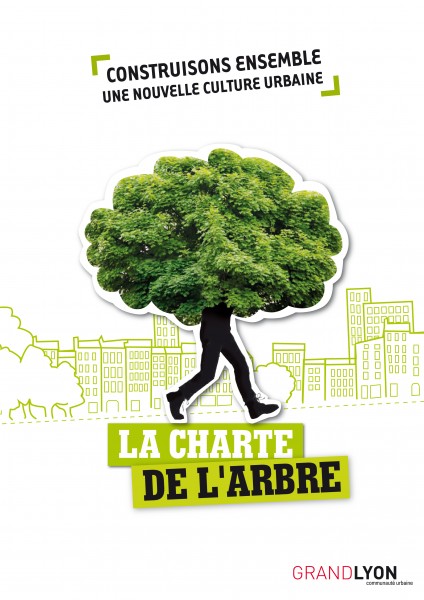 CONSTRUISONS ENSEMBLE
UNE NOUVELLE CULTURE URBAINE
LA CHARTE
DE L'ARBRE
GRANDLYON
communauté urbaine